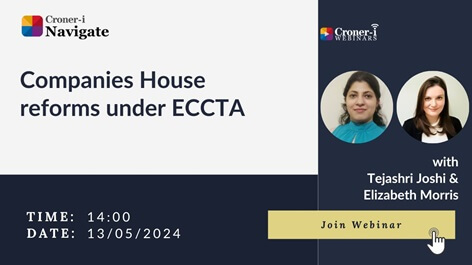 Croner-i
Navigate
Croner-i
WEBINARS
Companies House
reforms under ECCTA
with
Tejashri Joshi &
Elizabeth Morris
TIME: 14:00
DATE: 13/05/2024
Join Webinar